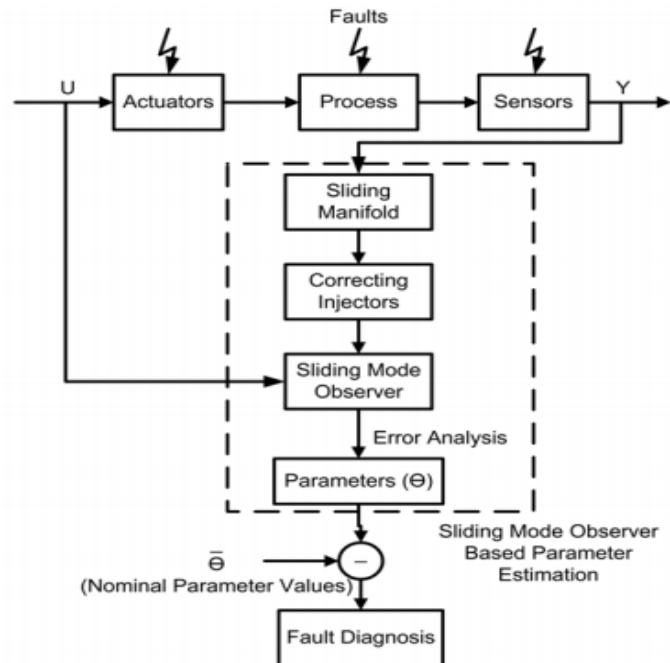 Faults
U
Y
Actuators
Process
Sensors
Sliding
Manifold
Correcting
Injectors
Sliding Mode
Observer
Error Analysis
Parameters (Θ)
Sliding Mode Observer
Based Parameter
Estimation
Θ̅
(Nominal Parameter Values)
−
Fault Diagnosis